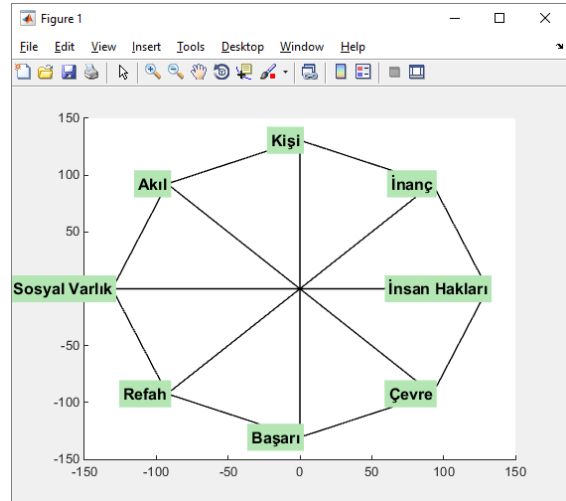 Figure 1
File Edit View Insert Tools Desktop Window Help
150
Kişi
100
Akıl
İnanç
50
Sosyal Varlık
İnsan Hakları
-50
Refah
Çevre
-100
Başarı
-150
-150 -100 -50 0 50 100 150